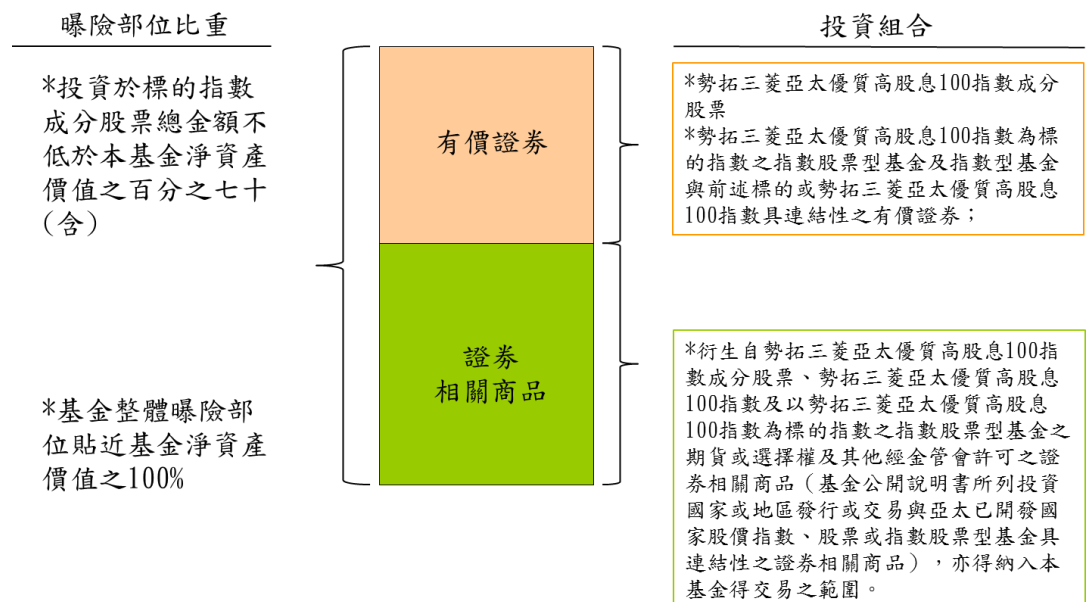 曝險部位比重
*投資於標的指數
成分股票總金額不
低於本基金淨資產
價值之百分之七十
(含)
*基金整體曝險部
位貼近基金淨資產
價值之100%
有價證券
證券
相關商品
投資組合
*勢拓三菱亞太優質高股息100指數成分
股票
*勢拓三菱亞太優質高股息100指數為標
的指數之指數股票型基金及指數型基金
與前述標的或勢拓三菱亞太優質高股息
100指數具連結性之有價證券；
*衍生自勢拓三菱亞太優質高股息100指
數成分股票、勢拓三菱亞太優質高股息
100指數及以勢拓三菱亞太優質高股息
100指數為標的指數之指數股票型基金之
期貨或選擇權及其他經金管會許可之證
券相關商品（基金公開說明書所列投資
國家或地區發行或交易與亞太已開發國
家股價指數、股票或指數股票型基金具
連結性之證券相關商品），亦得納入本
基金得交易之範圍。